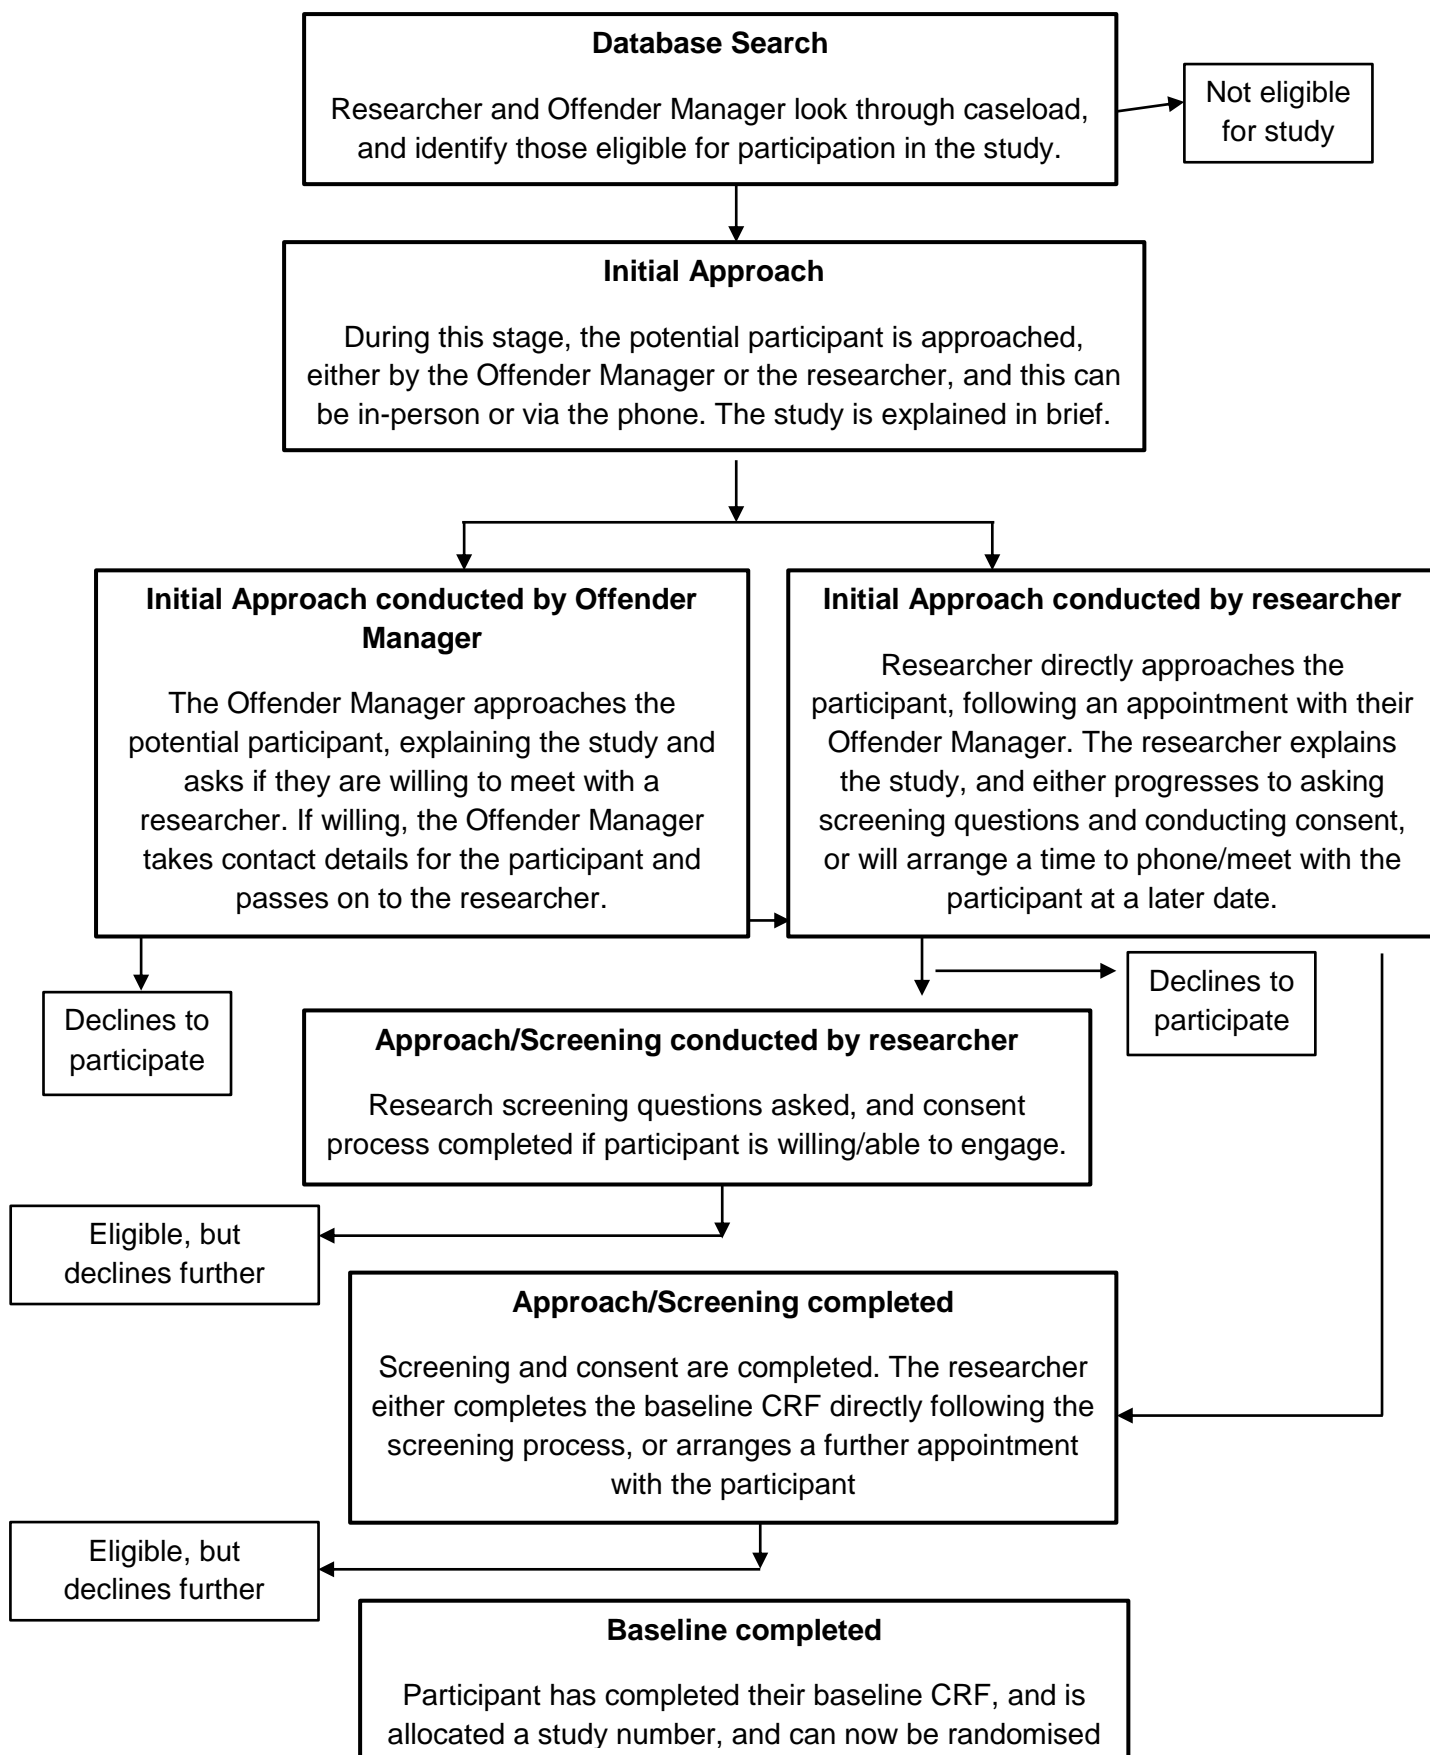 Database Search
Researcher and Offender Manager look through caseload,
and identify those eligible for participation in the study.
Not eligible
for study
Initial Approach
During this stage, the potential participant is approached,
either by the Offender Manager or the researcher, and this can
be in-person or via the phone. The study is explained in brief.
Initial Approach conducted by Offender
Manager
The Offender Manager approaches the
potential participant, explaining the study and
asks if they are willing to meet with a
researcher. If willing, the Offender Manager
takes contact details for the participant and
passes on to the researcher.
Initial Approach conducted by researcher
Researcher directly approaches the
participant, following an appointment with their
Offender Manager. The researcher explains
the study, and either progresses to asking
screening questions and conducting consent,
or will arrange a time to phone/meet with the
participant at a later date.
Declines to
participate
Declines to
participate
Approach/Screening conducted by researcher
Research screening questions asked, and consent
process completed if participant is willing/able to engage.
Eligible, but
declines further
Approach/Screening completed
Screening and consent are completed. The researcher
either completes the baseline CRF directly following the
screening process, or arranges a further appointment
with the participant
Eligible, but
declines further
Baseline completed
Participant has completed their baseline CRF, and is
allocated a study number, and can now be randomised